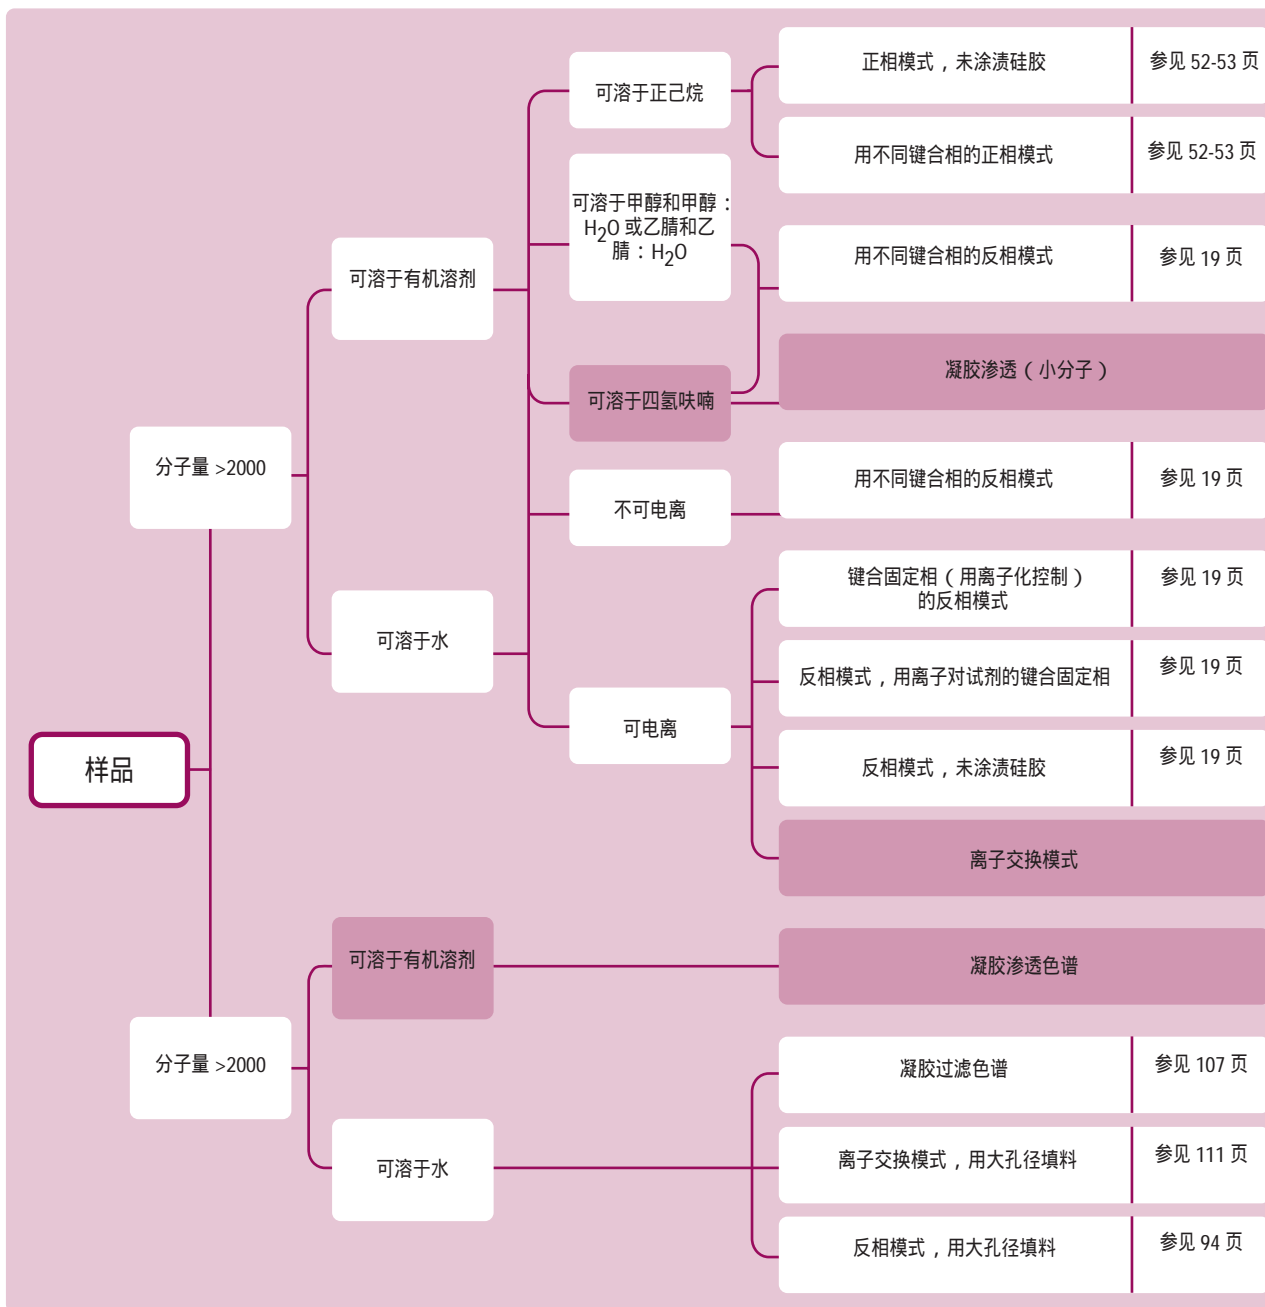 正相模式，未涂渍硅胶
参见 52-53 页
可溶于正己烷
用不同键合相的正相模式
参见 52-53 页
可溶于甲醇和甲醇：
H2O 或乙腈和乙
腈：H2O
用不同键合相的反相模式
参见 19 页
可溶于有机溶剂
凝胶渗透（小分子）
可溶于四氢呋喃
分子量 >2000
用不同键合相的反相模式
参见 19 页
不可电离
键合固定相（用离子化控制）
的反相模式
参见 19 页
可溶于水
反相模式，用离子对试剂的键合固定相
参见 19 页
可电离
样品
反相模式，未涂渍硅胶
参见 19 页
离子交换模式
可溶于有机溶剂
凝胶渗透色谱
分子量 >2000
凝胶过滤色谱
参见 107 页
可溶于水
离子交换模式，用大孔径填料
参见 111 页
反相模式，用大孔径填料
参见 94 页